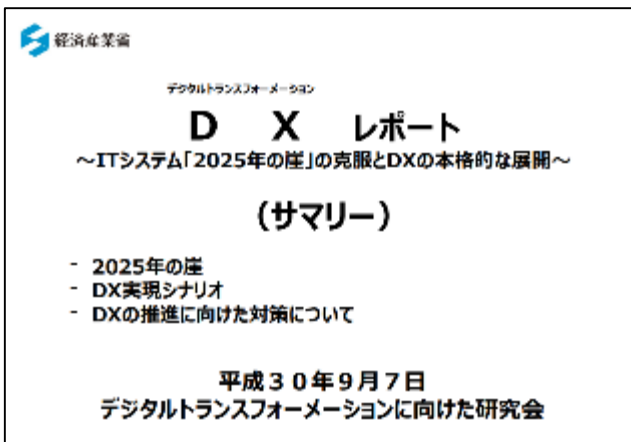 経済産業省
デジタルトランスフォーメーション
D X レポート
～ITシステム「2025年の崖」の克服とDXの本格的な展開～
（サマリー）
- 2025年の崖
- DX実現シナリオ
- DXの推進に向けた対策について
平成３０年９月７日
デジタルトランスフォーメーションに向けた研究会